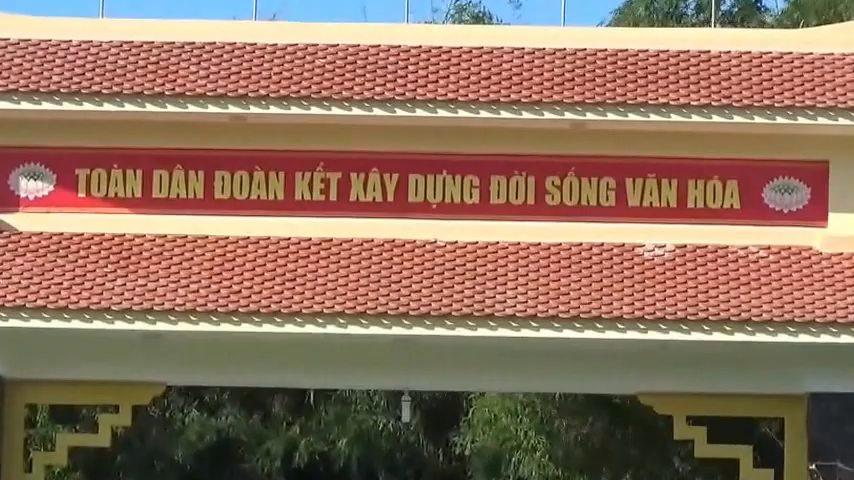 TOÀN DÂN ĐOÀN KẾT XÂY DỰNG ĐỜI SỐNG VĂN HÓA